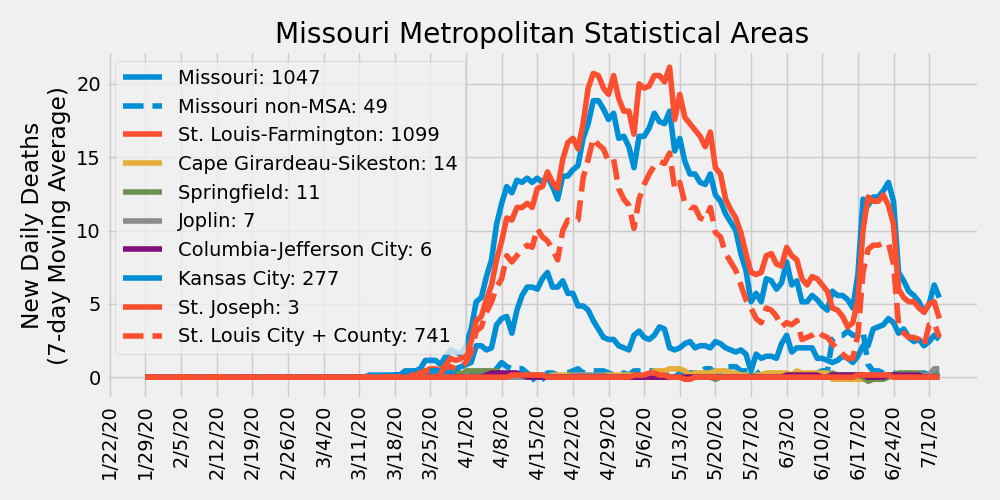 Missouri Metropolitan Statistical Areas
New Daily Deaths
(7-day Moving Average)
20
15
10
5
0
Missouri: 1047
Missouri non-MSA: 49
St. Louis-Farmington: 1099
Cape Girardeau-Sikeston: 14
Springfield: 11
Joplin: 7
Columbia-Jefferson City: 6
Kansas City: 277
St. Joseph: 3
St. Louis City + County: 741
1/22/20
1/29/20
2/5/20
2/12/20
2/19/20
2/26/20
3/4/20
3/11/20
3/18/20
3/25/20
4/1/20
4/8/20
4/15/20
4/22/20
4/29/20
5/6/20
5/13/20
5/20/20
5/27/20
6/3/20
6/10/20
6/17/20
6/24/20
7/1/20